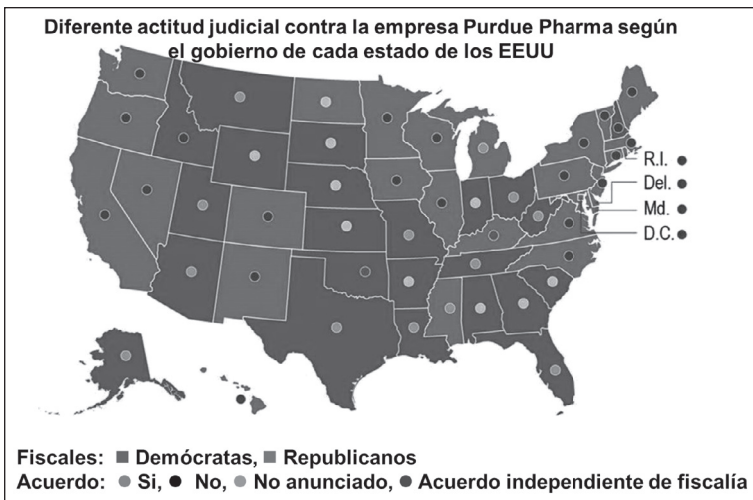 Diferente actitud judicial contra la empresa Purdue Pharma según
el gobierno de cada estado de los EEUU
R.I.
Del.
Md.
D.C.
Fiscales: Demócratas, Republicanos
Acuerdo: Si, No, No anunciado, Acuerdo independiente de fiscalía